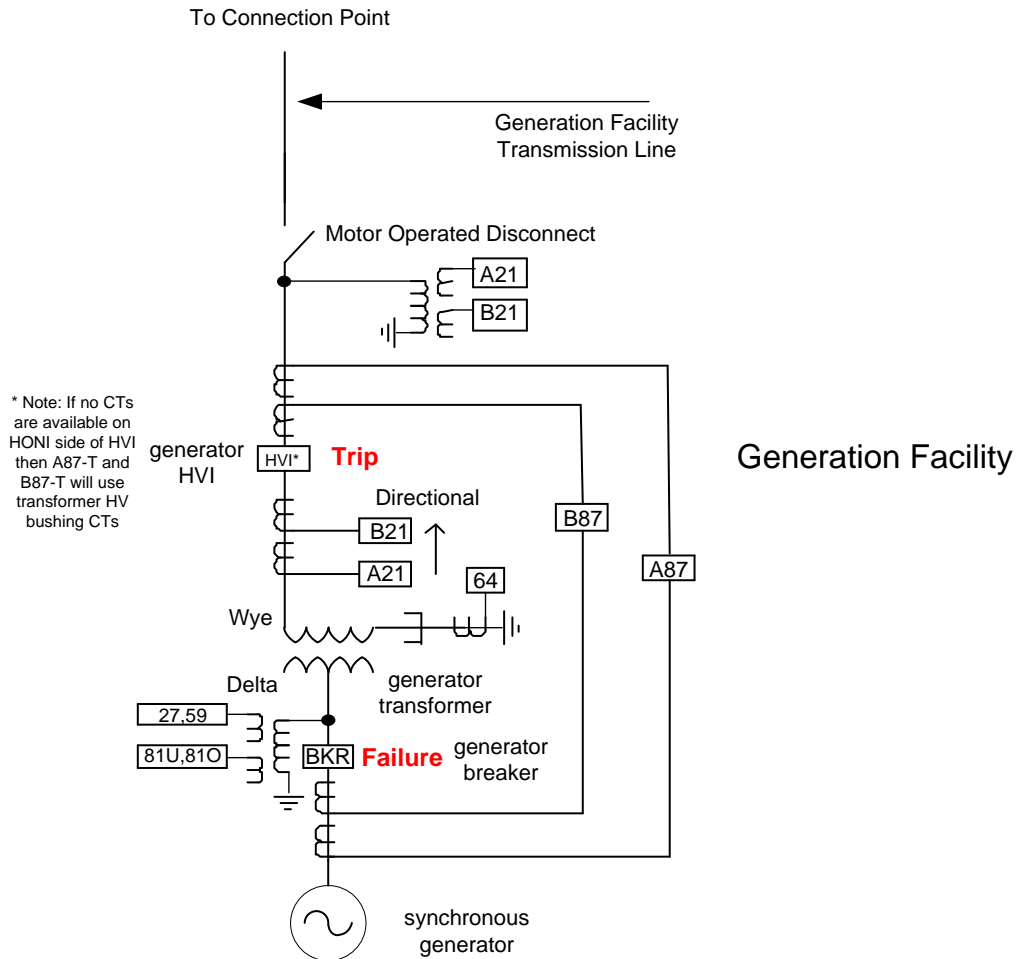 To Connection Point
Generation Facility
Transmission Line
Motor Operated Disconnect
A21
B21
* Note: If no CTs
are available on
HONI side of HVI
then A87-T and
B87-T will use
transformer HV
bushing CTs
generator
HVI
HVI*
Trip
Generation Facility
Directional
B21
A21
B87
A87
64
Wye
Delta
generator
transformer
27,59
81U,81O
BKR
Failure
generator
breaker
synchronous
generator